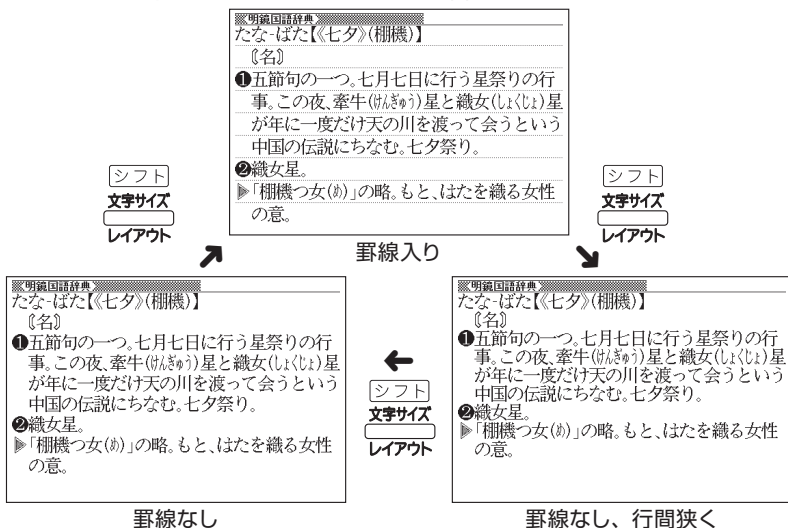 明鏡国語辞典
たな-ばた【《七夕》(棚機)】
〘名〙
❶五節句の一つ。七月七日に行う星祭りの行
事。この夜、牽牛(けんぎゅう)星と織女(しょくじょ)星
が年に一度だけ天の川を渡って会うという
中国の伝説にちなむ。七夕祭り。
❷織女星。
▶「棚機つ女(め)」の略。もと、はたを織る女性
の意。
罫線入り
シフト
文字サイズ
レイアウト
シフト
文字サイズ
レイアウト
明鏡国語辞典
たな-ばた【《七夕》(棚機)】
〘名〙
❶五節句の一つ。七月七日に行う星祭りの行
事。この夜、牽牛(けんぎゅう)星と織女(しょくじょ)星
が年に一度だけ天の川を渡って会うという
中国の伝説にちなむ。七夕祭り。
❷織女星。
▶「棚機つ女(め)」の略。もと、はたを織る女性
の意。
罫線なし
シフト
文字サイズ
レイアウト
明鏡国語辞典
たな-ばた【《七夕》(棚機)】
〘名〙
❶五節句の一つ。七月七日に行う星祭りの行
事。この夜、牽牛(けんぎゅう)星と織女(しょくじょ)星
が年に一度だけ天の川を渡って会うという
中国の伝説にちなむ。七夕祭り。
❷織女星。
▶「棚機つ女(め)」の略。もと、はたを織る女性
の意。
罫線なし、行間狭く